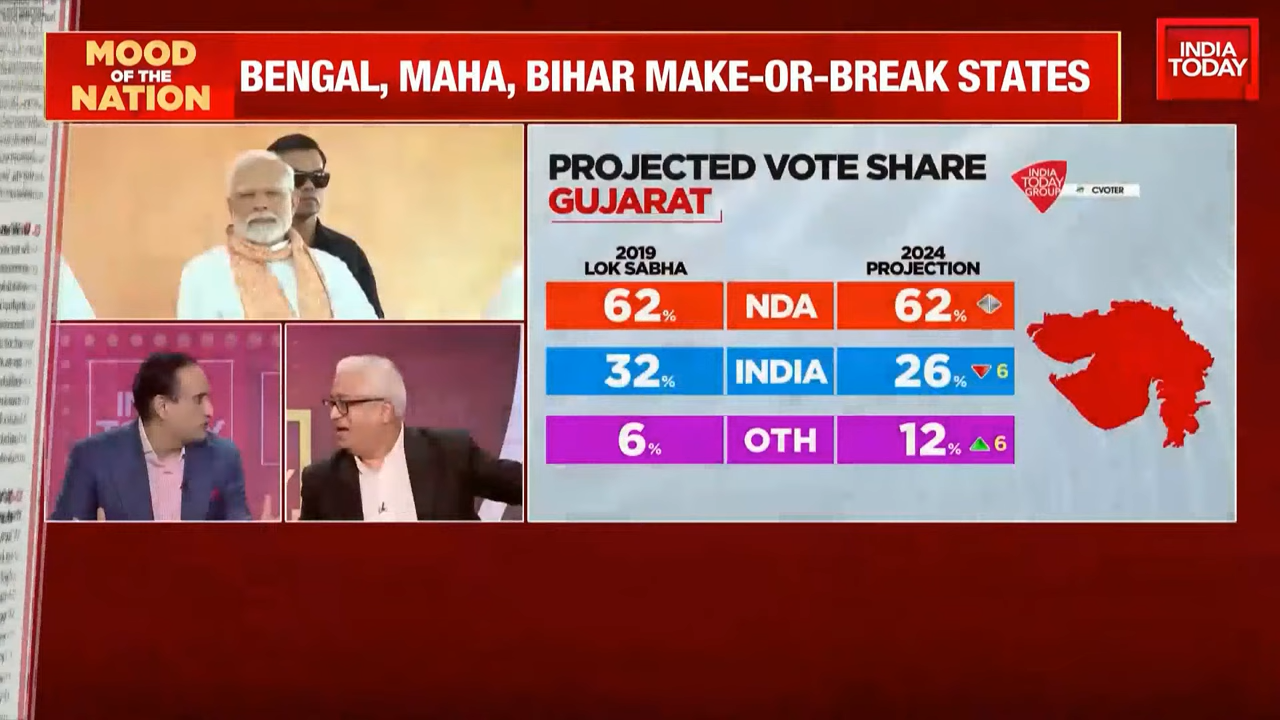 MOOD
OF THE
NATION
BENGAL, MAHA, BIHAR MAKE-OR-BREAK STATES
INDIA
TODAY
PROJECTED VOTE SHARE
GUJARAT
INDIA
TODAY
GROUP
CVOTER
2019
LOK SABHA
2024
PROJECTION
62% NDA 62%
32% INDIA 26% 6
6% OTH 12% 6